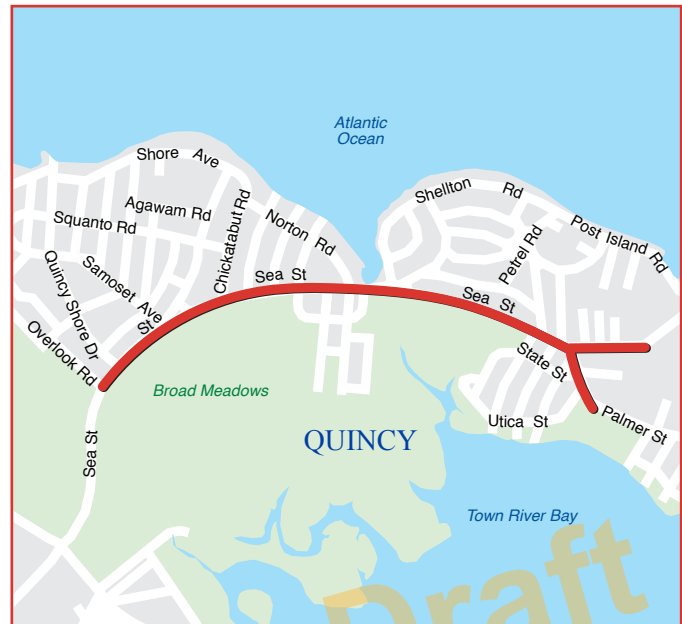 Atlantic
Ocean
Shore Ave
Shellton Rd
Agawam Rd
Chickatabut Rd
Squanto Rd
Norton Rd
Post Island Rd
Petrel Rd
Quincy Shore Dr
Samoset Ave
Sea St
Sea St
St
Overlook Rd
State St
Broad Meadows
Utica St
Palmer St
QUINCY
Sea St
Town River Bay
Draft